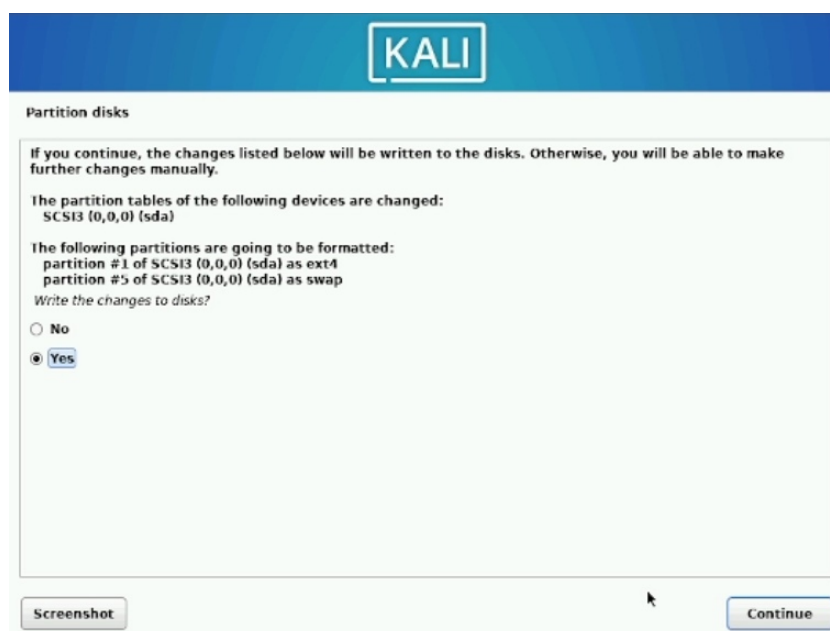 KALI
Partition disks
If you continue, the changes listed below will be written to the disks. Otherwise, you will be able to make
further changes manually.
The partition tables of the following devices are changed:
SCSI3 (0,0,0) (sda)
The following partitions are going to be formatted:
partition #1 of SCSI3 (0,0,0) (sda) as ext4
partition #5 of SCSI3 (0,0,0) (sda) as swap
Write the changes to disks?
No
Yes
Screenshot
Continue